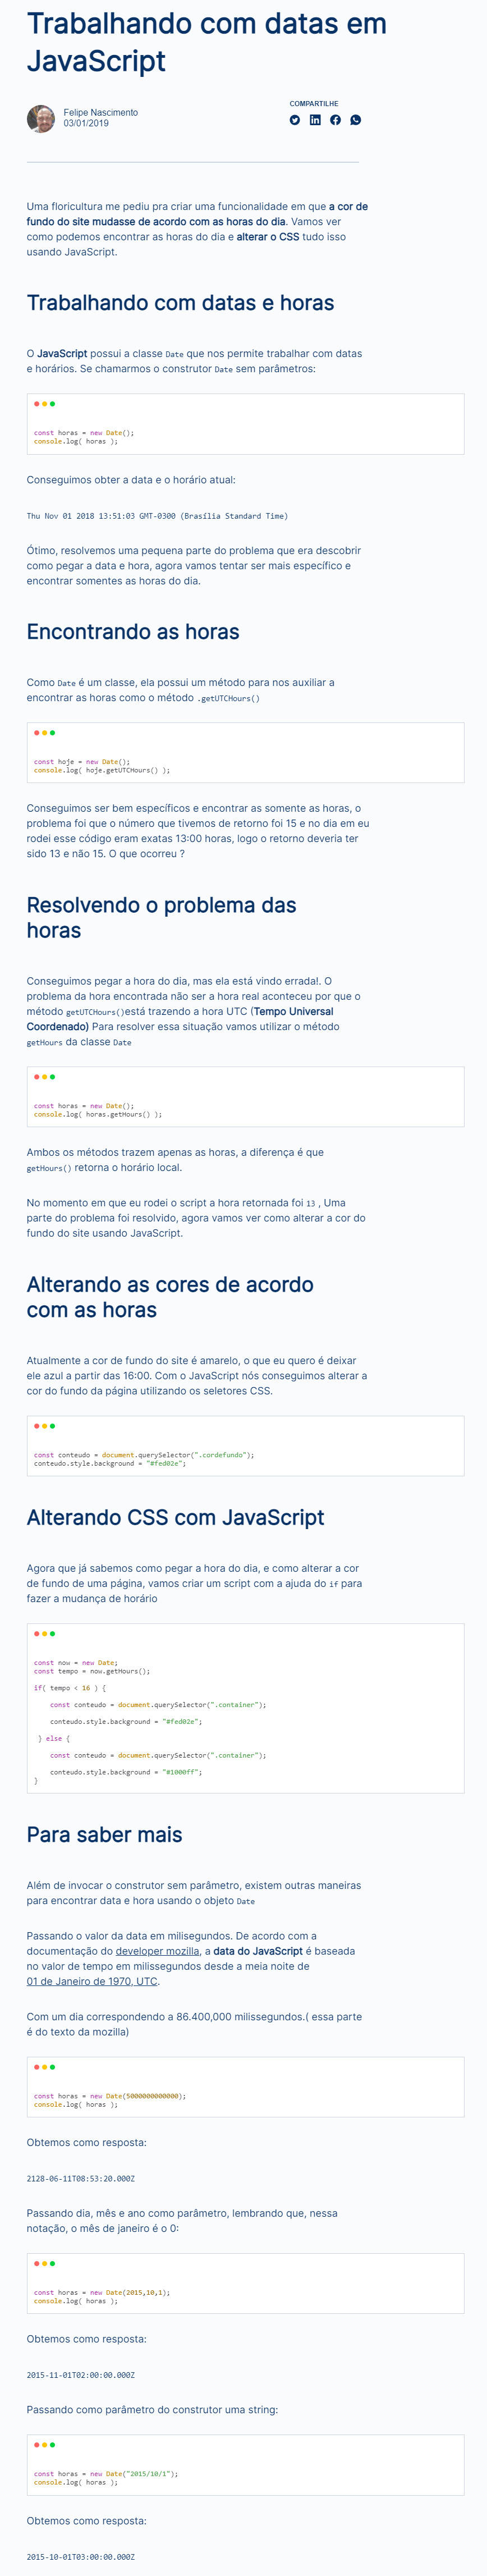 Trabalhando com datas em
JavaScript
COMPARTILHE
Felipe Nascimento
03/01/2019
Uma floricultura me pediu pra criar uma funcionalidade em que a cor de
fundo do site mudasse de acordo com as horas do dia. Vamos ver
como podemos encontrar as horas do dia e alterar o CSS tudo isso
usando JavaScript.
Trabalhando com datas e horas
O JavaScript possui a classe Date que nos permite trabalhar com datas
e horários. Se chamarmos o construtor Date sem parâmetros:
const horas = new Date();
console.log( horas );
Conseguimos obter a data e o horário atual:
Thu Nov 01 2018 13:51:03 GMT-0300 (Brasília Standard Time)
Ótimo, resolvemos uma pequena parte do problema que era descobrir
como pegar a data e hora, agora vamos tentar ser mais específico e
encontrar somentes as horas do dia.
Encontrando as horas
Como Date é um classe, ela possui um método para nos auxiliar a
encontrar as horas como o método .getUTCHours()
const hoje = new Date();
console.log( hoje.getUTCHours() );
Conseguimos ser bem específicos e encontrar as somente as horas, o
problema foi que o número que tivemos de retorno foi 15 e no dia em eu
rodei esse código eram exatas 13:00 horas, logo o retorno deveria ter
sido 13 e não 15. O que ocorreu ?
Resolvendo o problema das
horas
Conseguimos pegar a hora do dia, mas ela está vindo errada!. O
problema da hora encontrada não ser a hora real aconteceu por que o
método getUTCHours()está trazendo a hora UTC (Tempo Universal
Coordenado) Para resolver essa situação vamos utilizar o método
getHours da classe Date
const horas = new Date();
console.log( horas.getHours() );
Ambos os métodos trazem apenas as horas, a diferença é que
getHours() retorna o horário local.
No momento em que eu rodei o script a hora retornada foi 13 , Uma
parte do problema foi resolvido, agora vamos ver como alterar a cor do
fundo do site usando JavaScript.
Alterando as cores de acordo
com as horas
Atualmente a cor de fundo do site é amarelo, o que eu quero é deixar
ele azul a partir das 16:00. Com o JavaScript nós conseguimos alterar a
cor do fundo da página utilizando os seletores CSS.
const conteudo = document.querySelector(".cordefundo");
conteudo.style.background = "#fed02e";
Alterando CSS com JavaScript
Agora que já sabemos como pegar a hora do dia, e como alterar a cor
de fundo de uma página, vamos criar um script com a ajuda do if para
fazer a mudança de horário
const now = new Date;
const tempo = now.getHours();
if( tempo < 16 ) {
const conteudo = document.querySelector(".container");
conteudo.style.background = "#fed02e";
} else {
const conteudo = document.querySelector(".container");
conteudo.style.background = "#1000ff";
}
Para saber mais
Além de invocar o construtor sem parâmetro, existem outras maneiras
para encontrar data e hora usando o objeto Date
Passando o valor da data em milisegundos. De acordo com a
documentação do developer mozilla, a data do JavaScript é baseada
no valor de tempo em milissegundos desde a meia noite de
01 de Janeiro de 1970, UTC.
Com um dia correspondendo a 86.400,000 milissegundos.( essa parte
é do texto da mozilla)
const horas = new Date(5000000000000);
console.log( horas );
Obtemos como resposta:
2128-06-11T08:53:20.000Z
Passando dia, mês e ano como parâmetro, lembrando que, nessa
notação, o mês de janeiro é o 0:
const horas = new Date(2015,10,1);
console.log( horas );
Obtemos como resposta:
2015-11-01T02:00:00.000Z
Passando como parâmetro do construtor uma string:
const horas = new Date("2015/10/1");
console.log( horas );
Obtemos como resposta:
2015-10-01T03:00:00.000Z